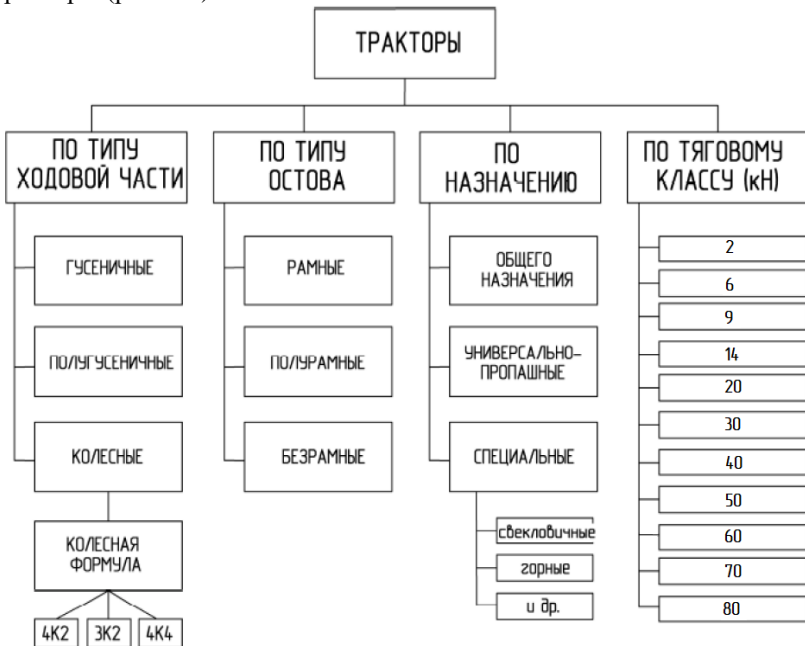 ТРАКТОРЫ
ПО ТИПУ
ХОДОВОЙ ЧАСТИ
ГУСЕНИЧНЫЕ
ПОЛУГУСЕНИЧНЫЕ
КОЛЕСНЫЕ
КОЛЕСНАЯ
ФОРМУЛА
4К2
3К2
4К4
ПО ТИПУ
ОСТОВА
РАМНЫЕ
ПОЛУРАМНЫЕ
БЕЗРАМНЫЕ
ПО
НАЗНАЧЕНИЮ
ОБЩЕГО
НАЗНАЧЕНИЯ
УНИВЕРСАЛЬНО-
ПРОПАШНЫЕ
СПЕЦИАЛЬНЫЕ
свекловичные
горные
и др.
ПО ТЯГОВОМУ
КЛАССУ (кН)
2
6
9
14
20
30
40
50
60
70
80